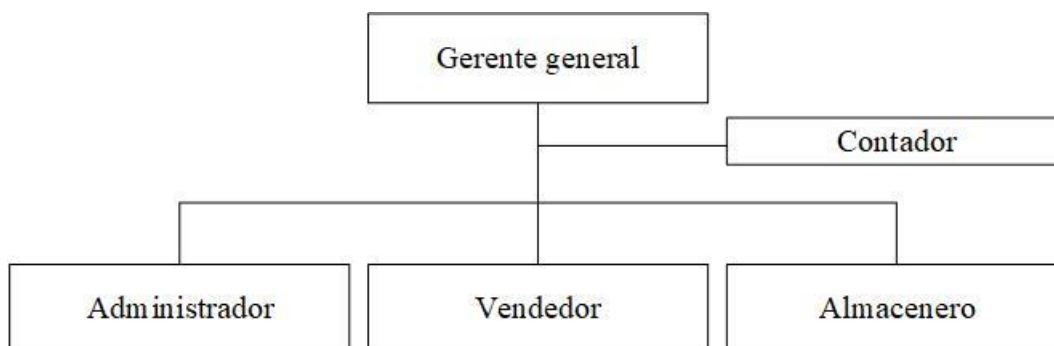 Gerente general
Contador
Administrador
Vendedor
Almacenero